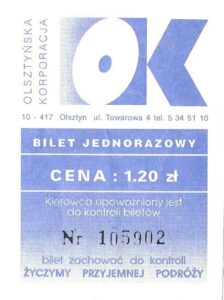 OLSZTYŃSKA
KORPORACJA
OK
10 - 417 Olsztyn ul. Towarowa 4 tel. 5 34 51 10
BILET JEDNORAZOWY
CENA : 1.20 zł
Kierowca upoważniony jest
do kontroli biletów
Nr 105902
bilet zachować do kontroli
ŻYCZYMY PRZYJEMNEJ PODRÓŻY